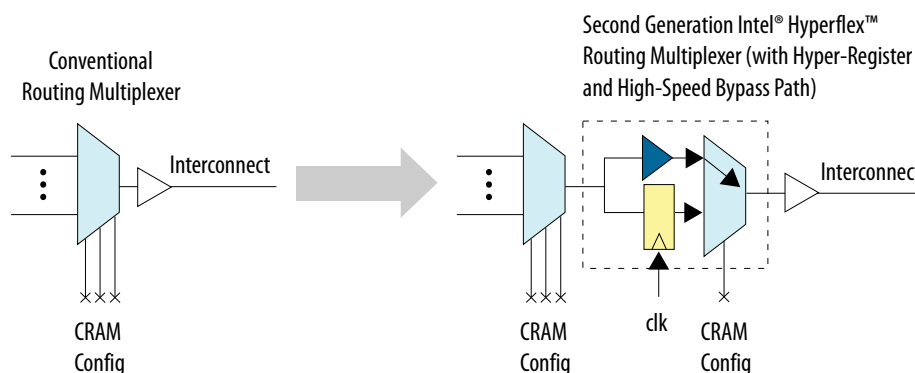 Second Generation Intel® Hyperflex™
Routing Multiplexer (with Hyper-Register
and High-Speed Bypass Path)
Conventional
Routing Multiplexer
Interconnect
Interconnec
clk
CRAM
Config
CRAM
Config
CRAM
Config